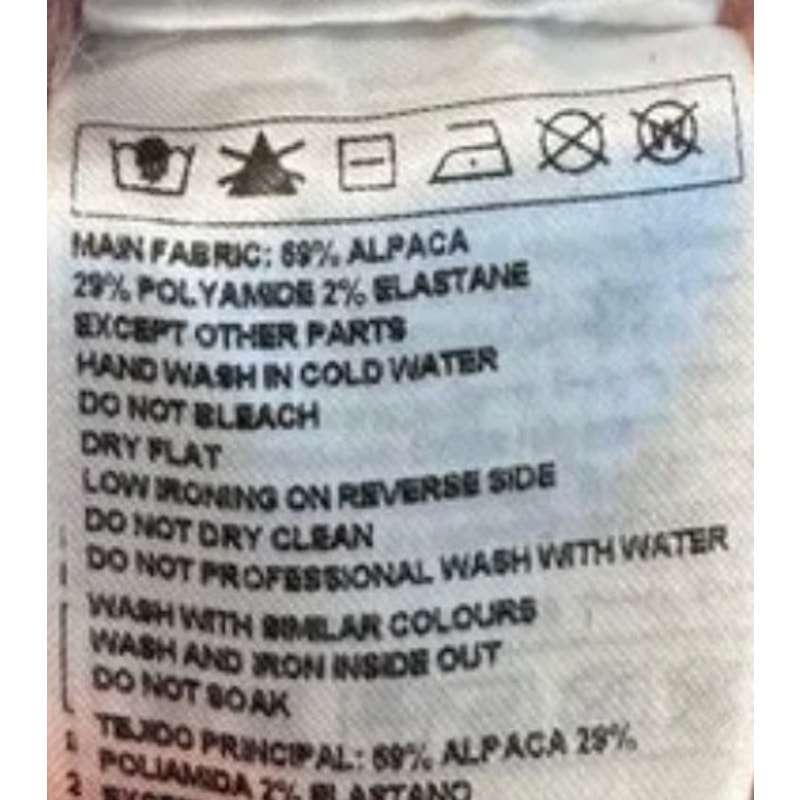 W
MAIN FABRIC: 69% ALPACA
29% POLYAMIDE 2% ELASTANE
EXCEPT OTHER PARTS
HAND WASH IN COLD WATER
DO NOT BLEACH
DRY FLAT
LOW IRONING ON REVERSE SIDE
DO NOT DRY CLEAN
DO NOT PROFESSIONAL WASH WITH WATER
WASH WITH SIMILAR COLOURS
WASH AND IRON INSIDE OUT
DO NOT SOAK
TEJIDO PRINCIPAL: 69% ALPACA 29%
2 POLIAMIDA 2% ELASTANO